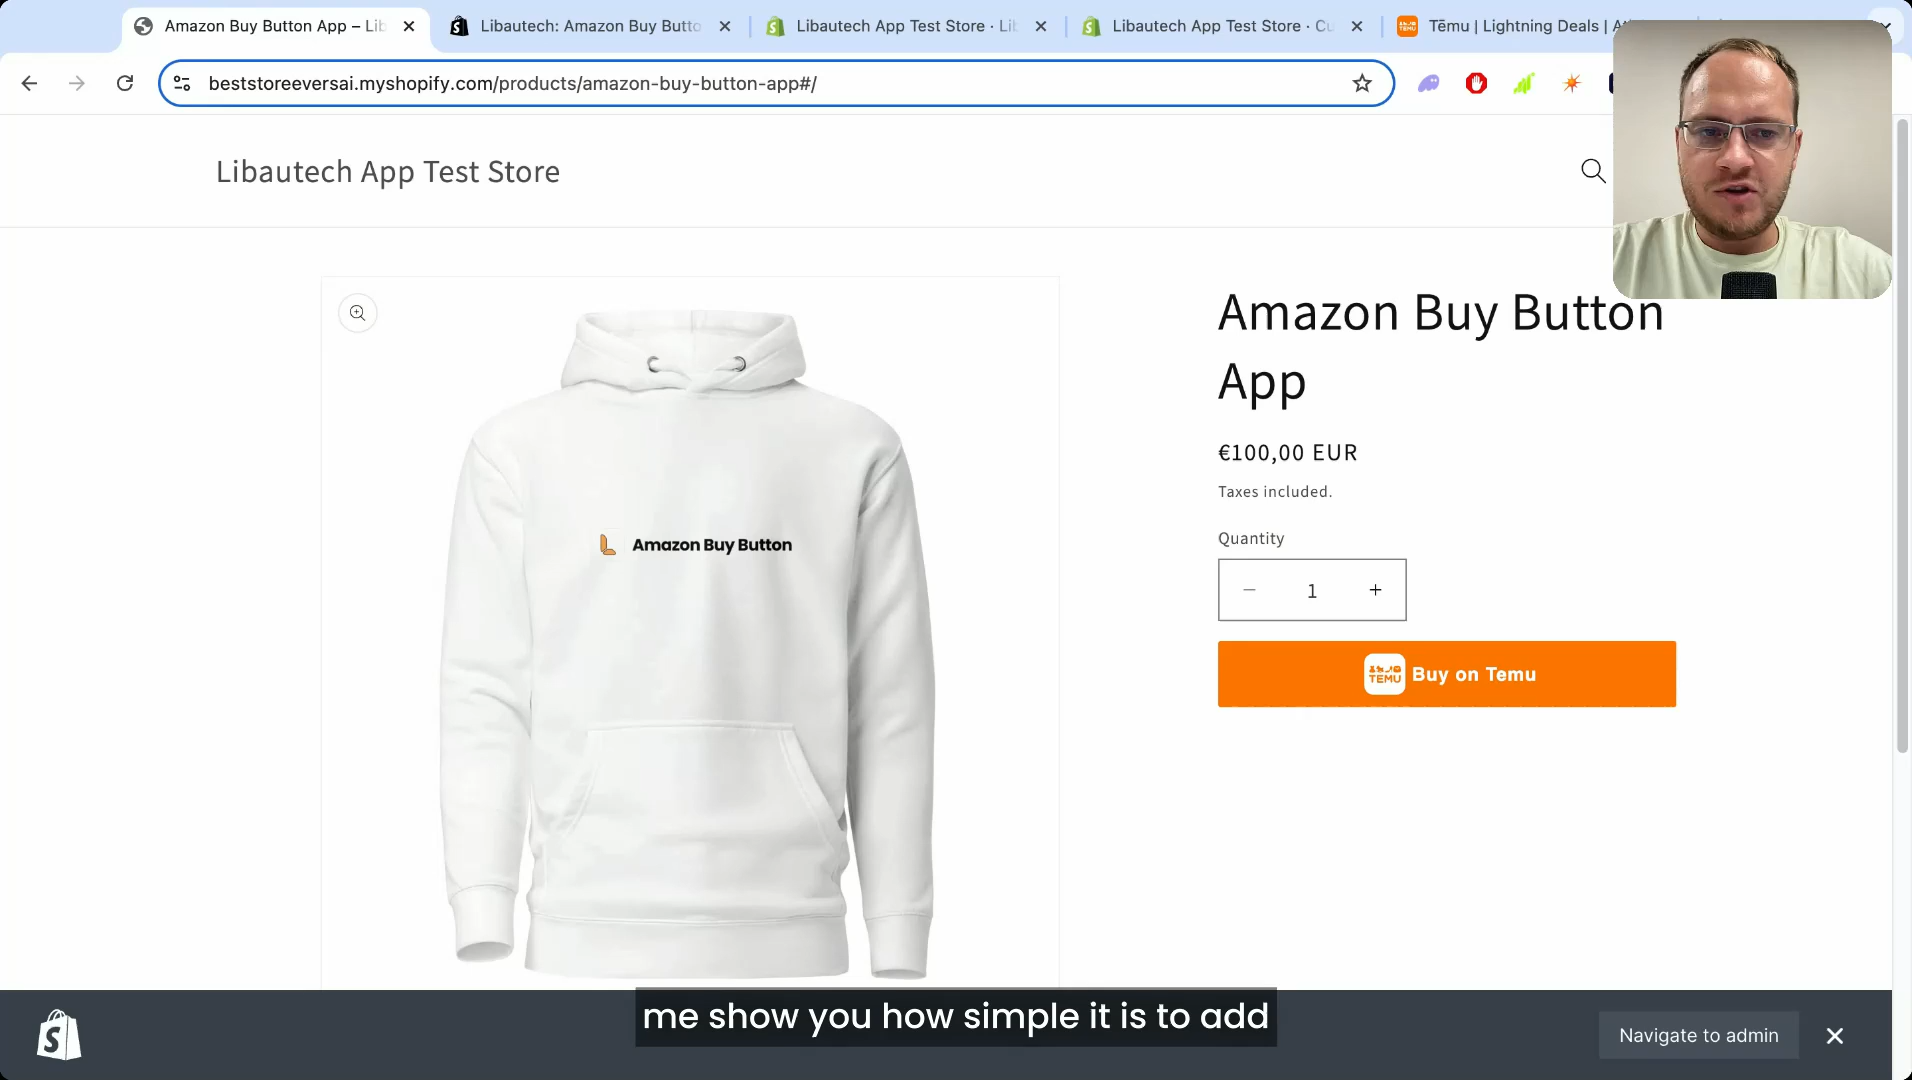 Amazon Buy Button App – Lib
Libautech: Amazon Buy Butto
Libautech App Test Store · Lib
Libautech App Test Store · Cu
Tēmu | Lightning Deals |
beststoreeversai.myshopify.com/products/amazon-buy-button-app#/
Libautech App Test Store
Amazon Buy Button
App
€100,00 EUR
Taxes included.
Quantity
1
TEMU Buy on Temu
Amazon Buy Button
me show you how simple it is to add
Navigate to admin